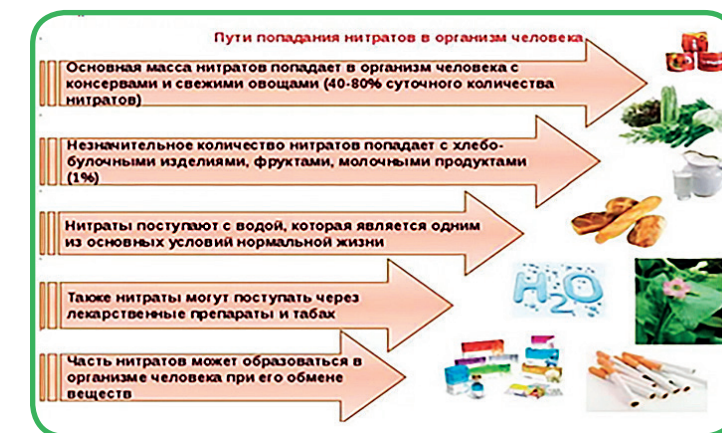 Пути попадания нитратов в организм человека
Основная масса нитратов попадает в организм человека с
консервами и свежими овощами (40-80% суточного количества
нитратов)
Незначительное количество нитратов попадает с хлебо-
булочными изделиями, фруктами, молочными продуктами
(1%)
Нитраты поступают с водой, которая является одним
из основных условий нормальной жизни
H₂O
Также нитраты могут поступать через
лекарственные препараты и табах
Часть нитратов может образоваться в
организме человека при его обмене
веществ